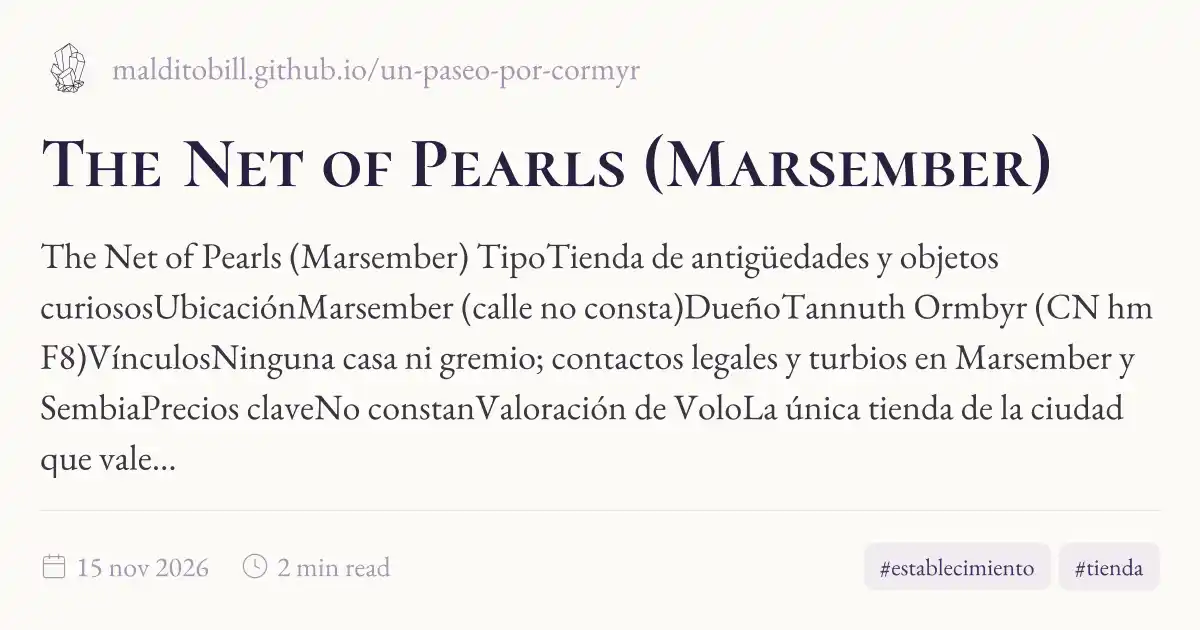 malditobill.github.io/un-paseo-por-cormyr
The Net of Pearls (Marsember)
The Net of Pearls (Marsember) TipoTienda de antigüedades y objetos
curiososUbicaciónMarsember (calle no consta)DueñoTannuth Ormbyr (CN hm
F8)VínculosNinguna casa ni gremio; contactos legales y turbios en Marsember y
SembiaPrecios claveNo constanValoración de VoloLa única tienda de la ciudad
que vale...
15 nov 2026 2 min read #establecimiento #tienda